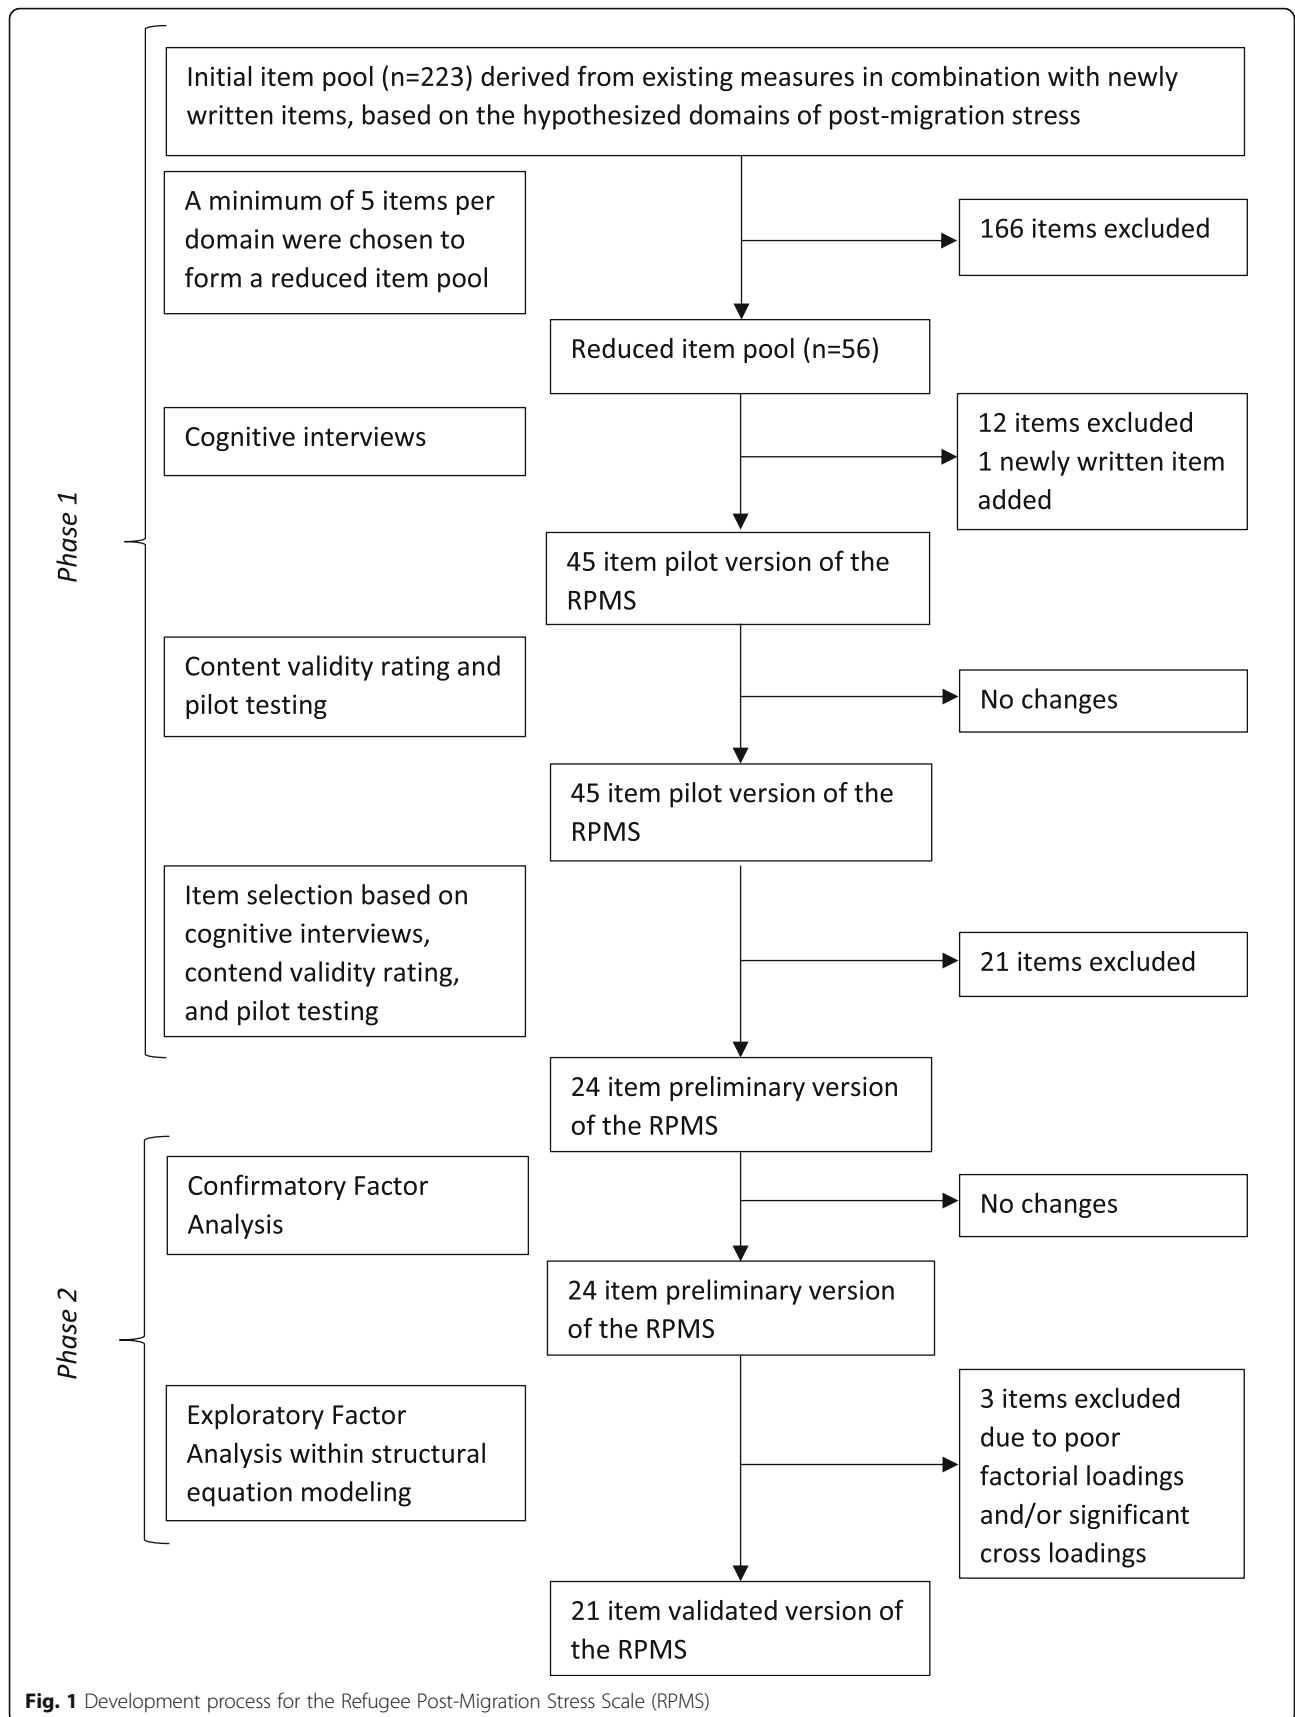 Initial item pool (n=223) derived from existing measures in combination with newly
written items, based on the hypothesized domains of post-migration stress
A minimum of 5 items per
domain were chosen to
form a reduced item pool
166 items excluded
Reduced item pool (n=56)
Cognitive interviews
12 items excluded
1 newly written item
added
Phase 1
45 item pilot version of the
RPMS
Content validity rating and
pilot testing
No changes
45 item pilot version of the
RPMS
Item selection based on
cognitive interviews,
contend validity rating,
and pilot testing
21 items excluded
24 item preliminary version
of the RPMS
Confirmatory Factor
Analysis
No changes
Phase 2
24 item preliminary version
of the RPMS
Exploratory Factor
Analysis within structural
equation modeling
3 items excluded
due to poor
factorial loadings
and/or significant
cross loadings
21 item validated version of
the RPMS
Fig. 1 Development process for the Refugee Post-Migration Stress Scale (RPMS)